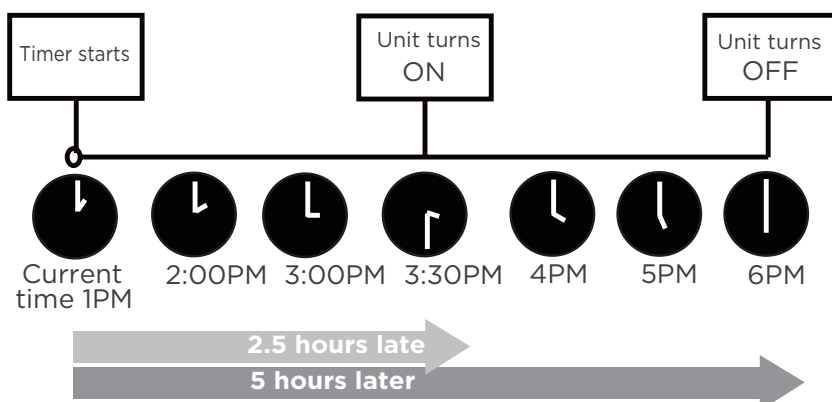 Timer starts
Unit turns
ON
Unit turns
OFF
Current
time 1PM
2:00PM
3:00PM
3:30PM
4PM
5PM
6PM
2.5 hours late
5 hours later